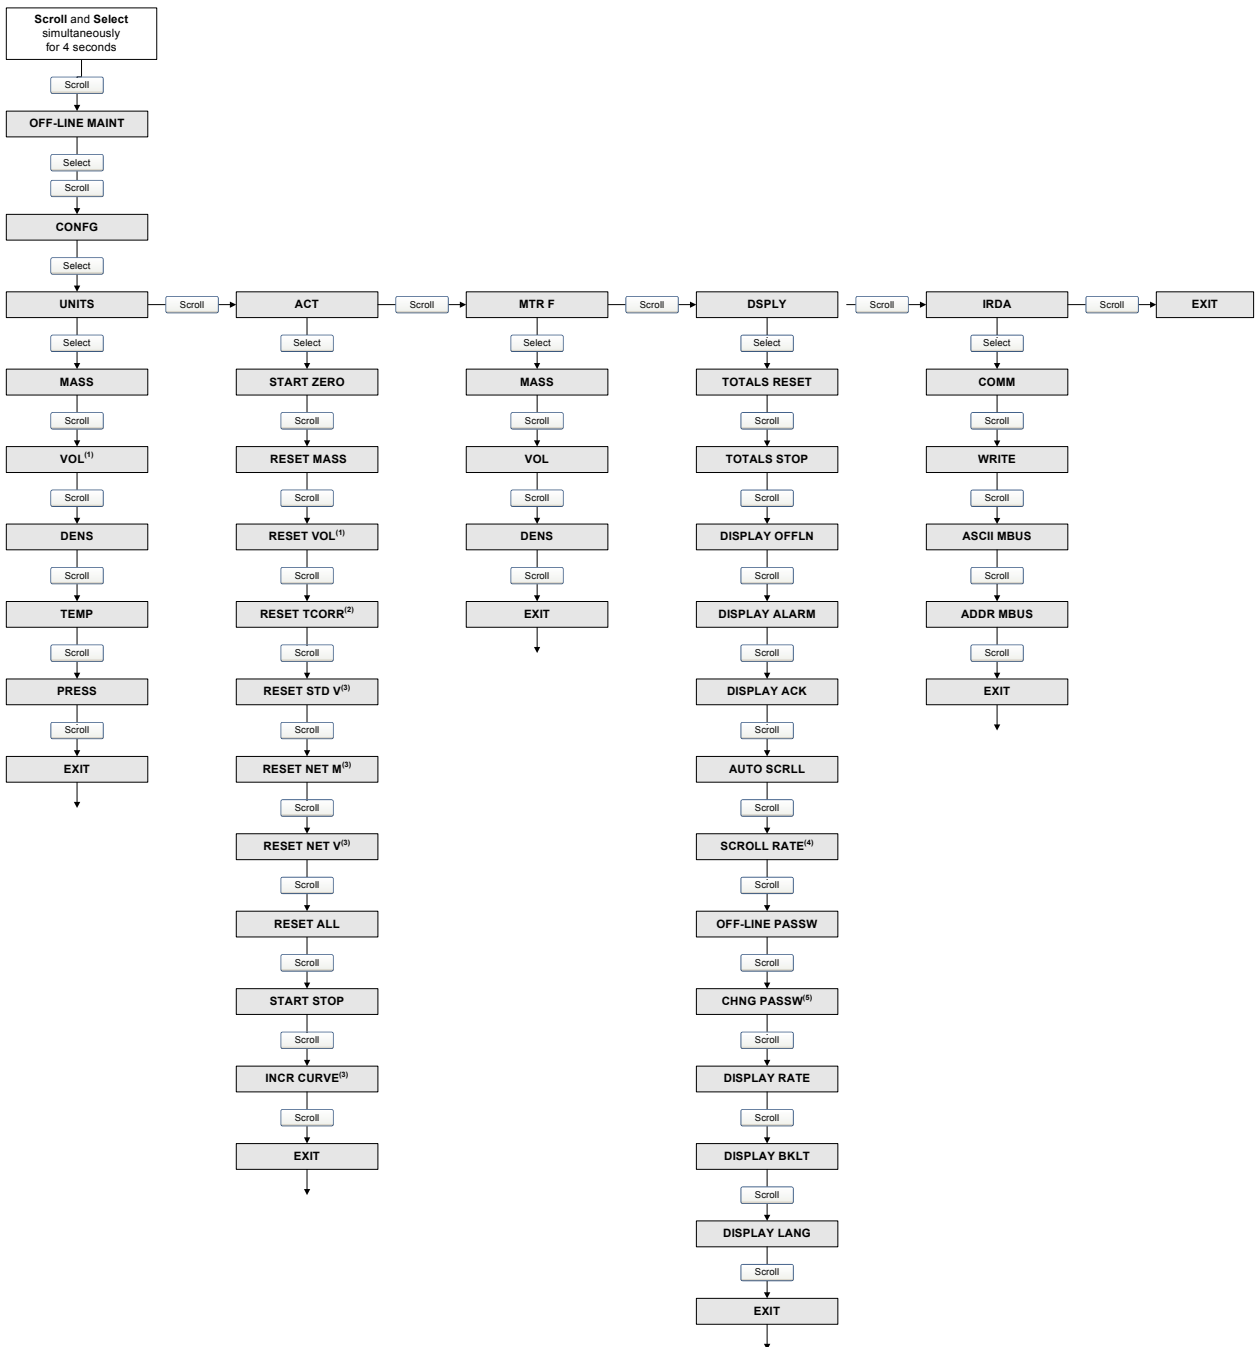 Scroll and Select
simultaneously
for 4 seconds
Scroll
OFF-LINE MAINT
Select
Scroll
CONFG
Select
UNITS
Scroll
ACT
Scroll
MTR F
Scroll
DSPLY
Scroll
IRDA
Scroll
EXIT
Select
MASS
Scroll
VOL(1)
Scroll
DENS
Scroll
TEMP
Scroll
PRESS
Scroll
EXIT
Select
START ZERO
Scroll
RESET MASS
Scroll
RESET VOL(1)
Scroll
RESET TCORR(2)
Scroll
RESET STD V(3)
Scroll
RESET NET M(3)
Scroll
RESET NET V(3)
Scroll
RESET ALL
Scroll
START STOP
Scroll
INCR CURVE(3)
Scroll
EXIT
Select
MASS
Scroll
VOL
Scroll
DENS
Scroll
EXIT
Select
TOTALS RESET
Scroll
TOTALS STOP
Scroll
DISPLAY OFFLN
Scroll
DISPLAY ALARM
Scroll
DISPLAY ACK
Scroll
AUTO SCRLL
Scroll
SCROLL RATE(4)
Scroll
OFF-LINE PASSW
Scroll
CHNG PASSW(5)
Scroll
DISPLAY RATE
Scroll
DISPLAY BKLT
Scroll
DISPLAY LANG
Scroll
EXIT
Select
COMM
Scroll
WRITE
Scroll
ASCII MBUS
Scroll
ADDR MBUS
Scroll
EXIT